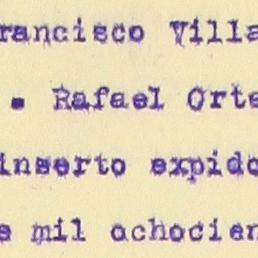 rancisco Villa
. Rafael Orte
inserto expido
e mil ochocien